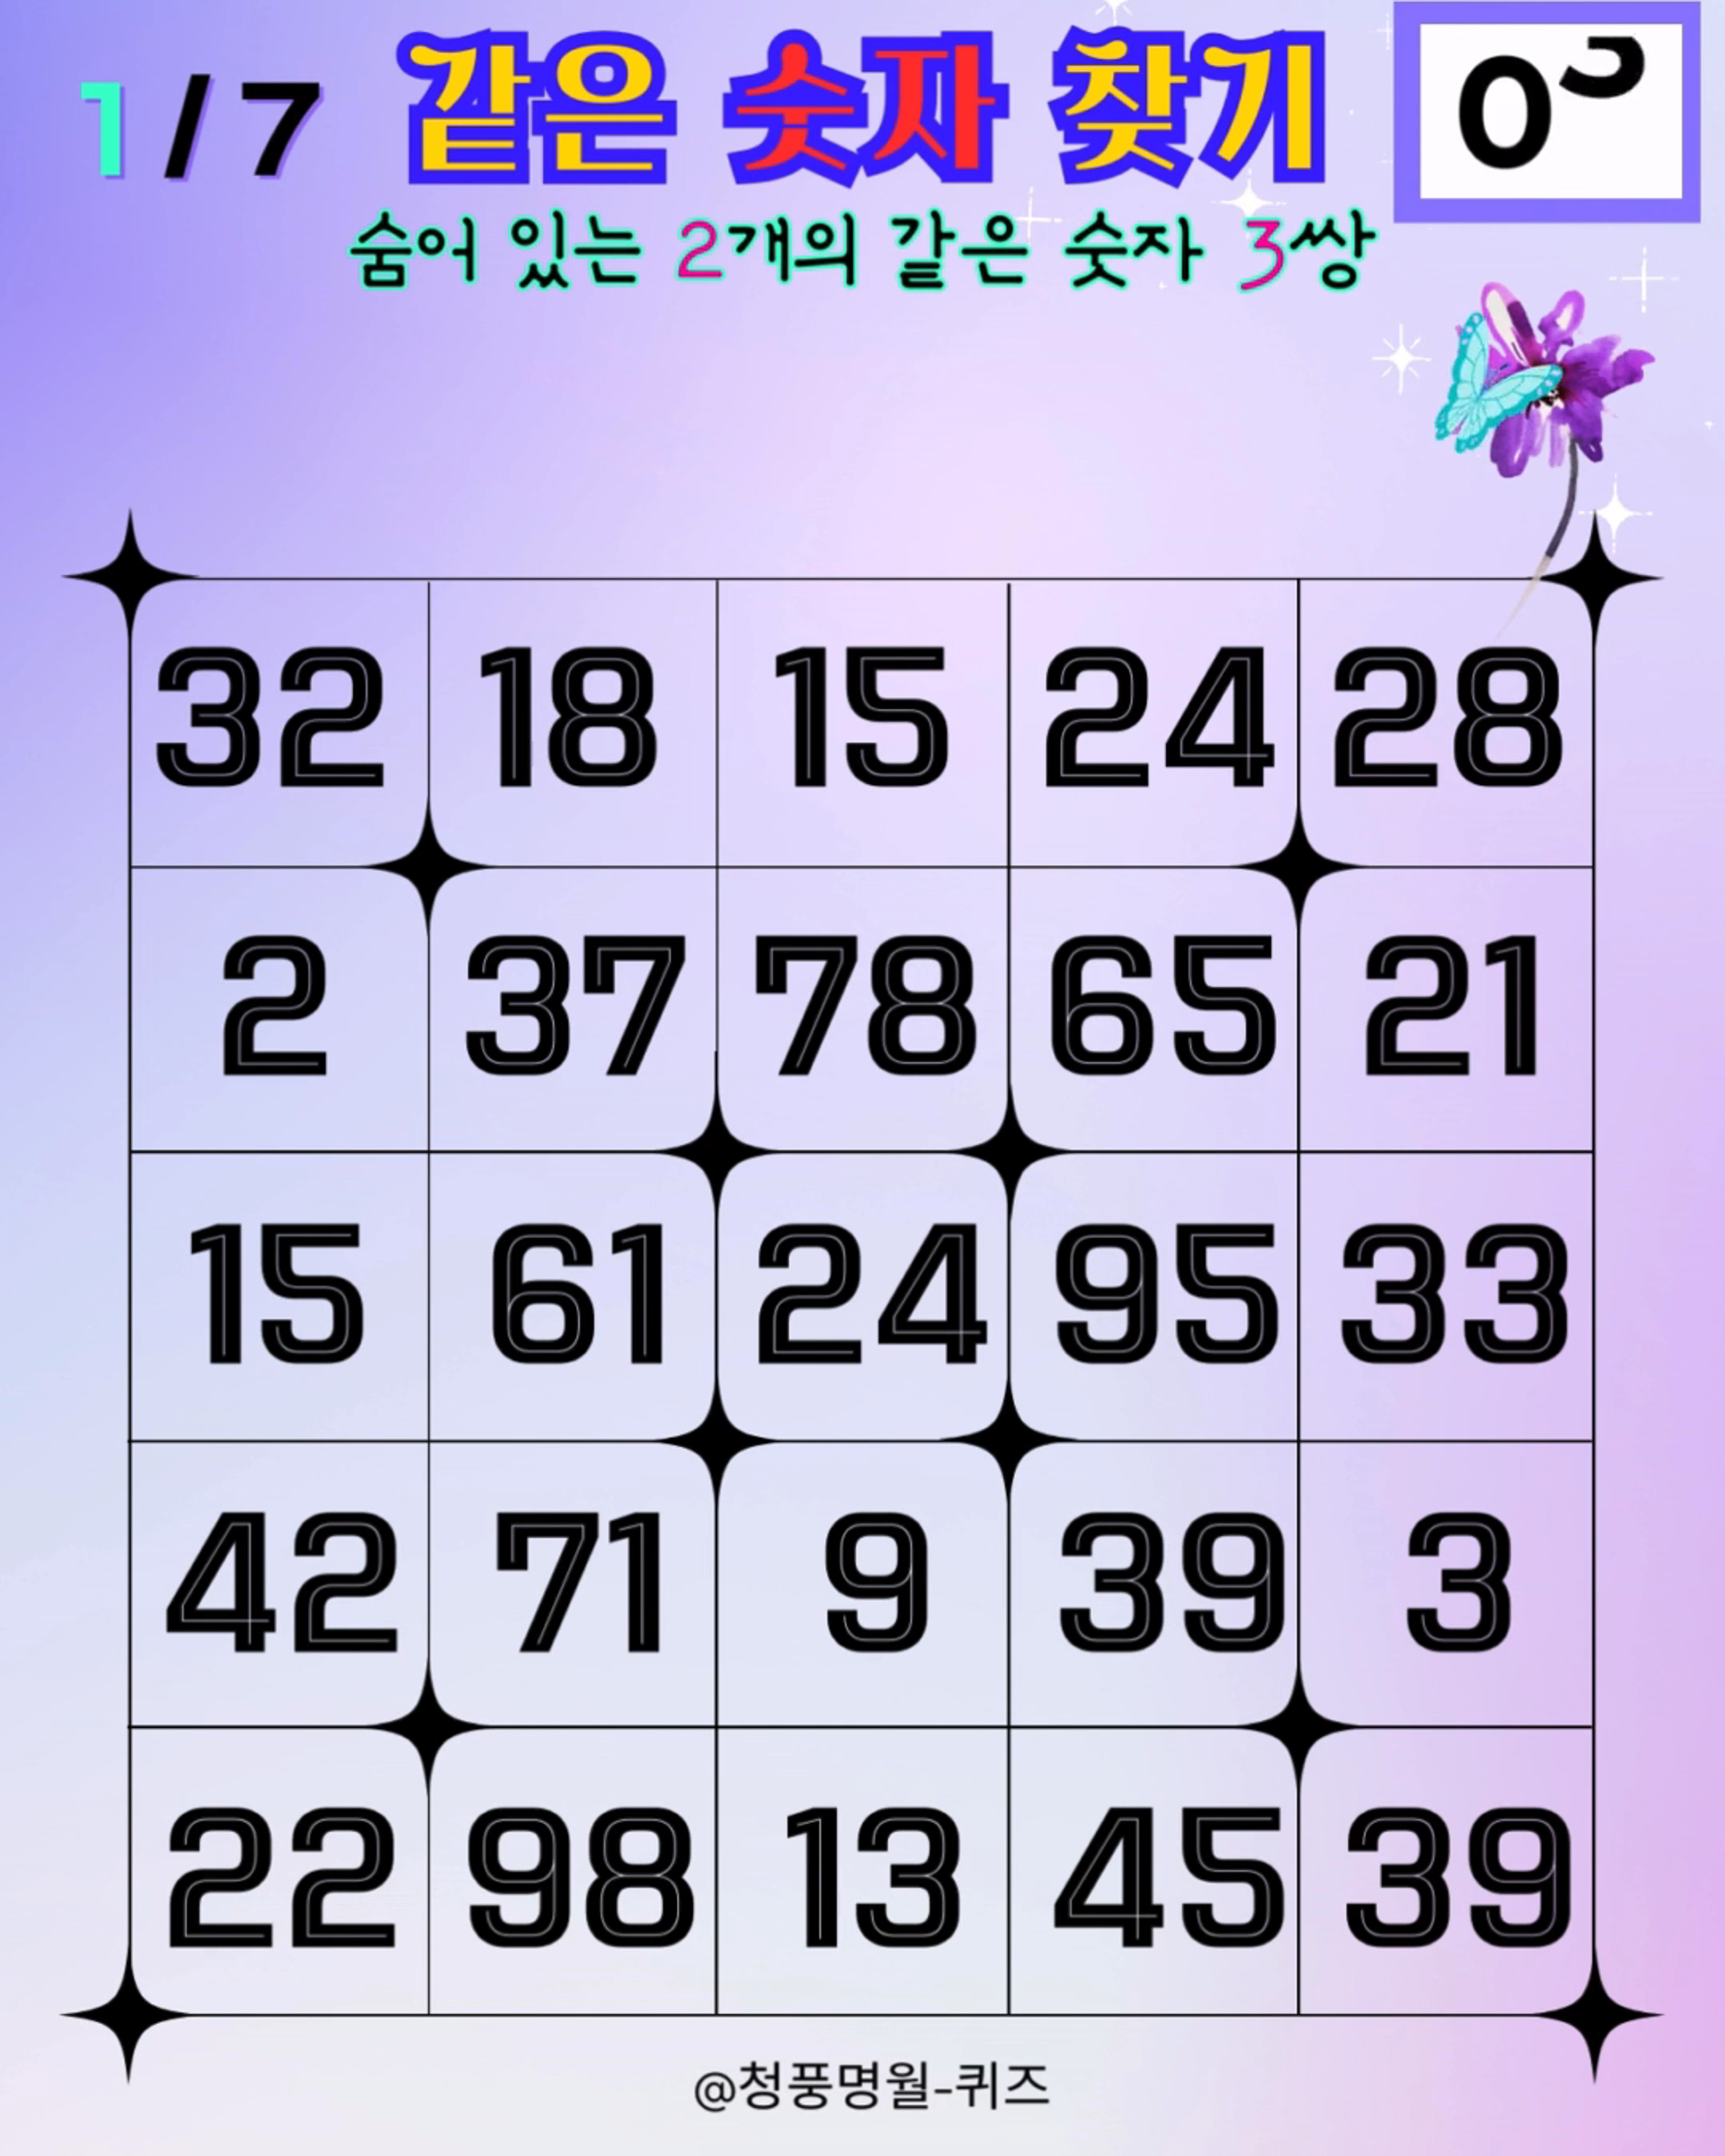 1/7 같은 숫자 찾기 0
숨어 있는 2개의 같은 숫자 3쌍
32 18 15 24 28
2 37 78 65 21
15 61 24 95 33
42 71 9 39 3
22 98 13 45 39
@청풍명월-퀴즈